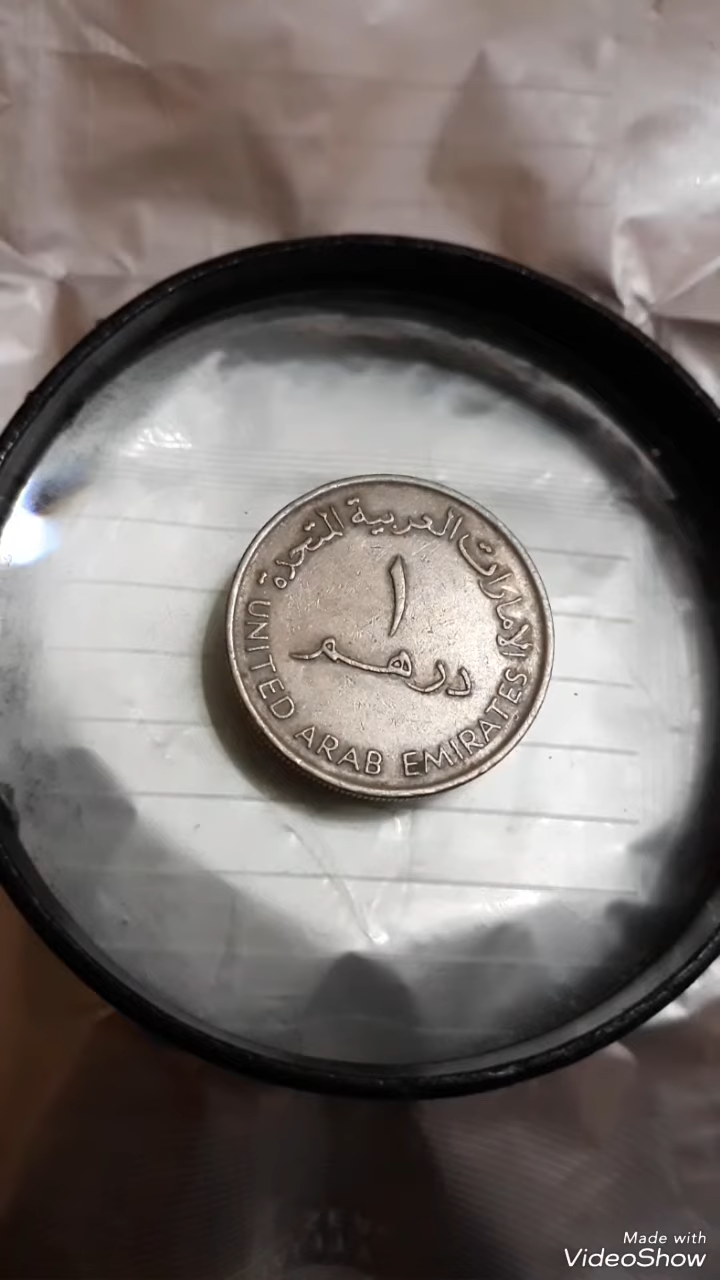 الإمارات العربية المتحدة
١
درهم
UNITED ARAB EMIRATES
Made with
VideoShow